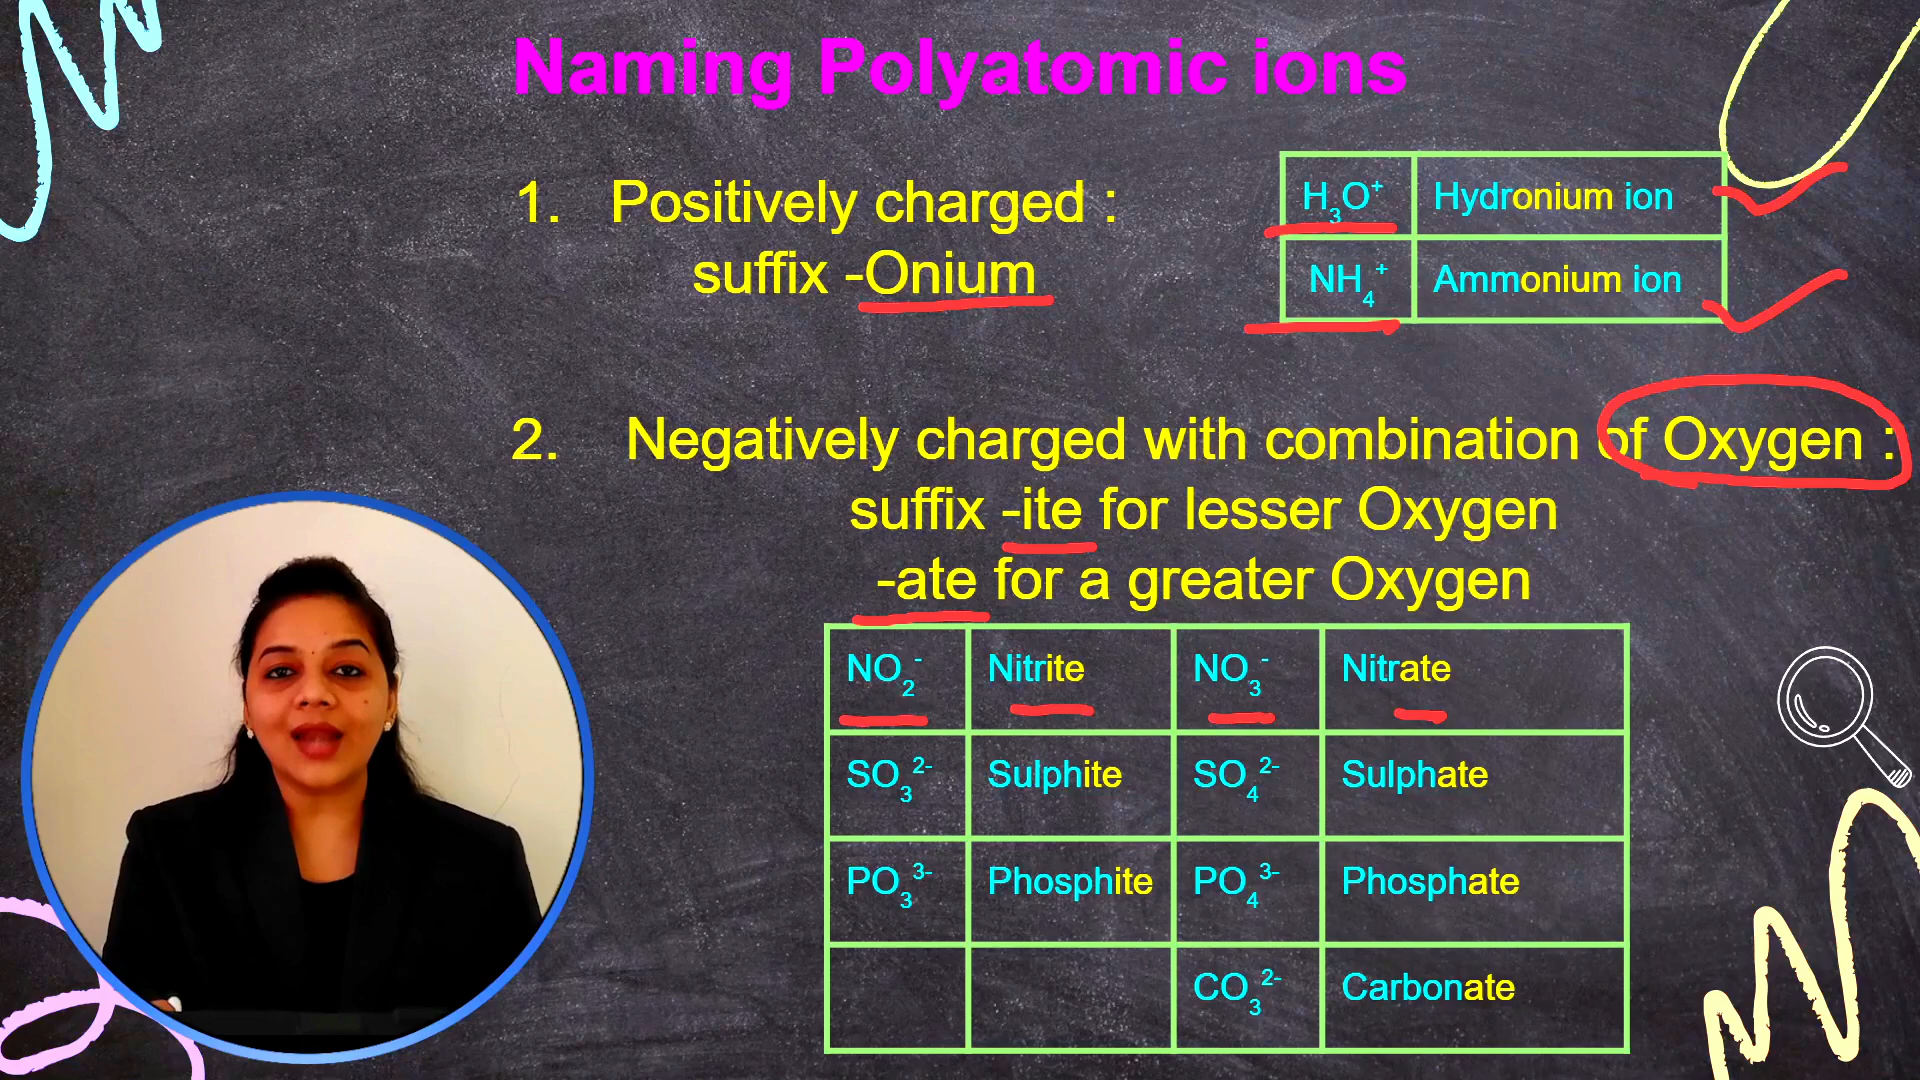 Naming Polyatomic ions
1. Positively charged :
suffix -Onium
H₃O⁺ Hydronium ion
NH₄⁺ Ammonium ion
2. Negatively charged with combination of Oxygen :
suffix -ite for lesser Oxygen
-ate for a greater Oxygen
NO₂⁻ Nitrite NO₃⁻ Nitrate
SO₃²⁻ Sulphite SO₄²⁻ Sulphate
PO₃³⁻ Phosphite PO₄³⁻ Phosphate
CO₃²⁻ Carbonate